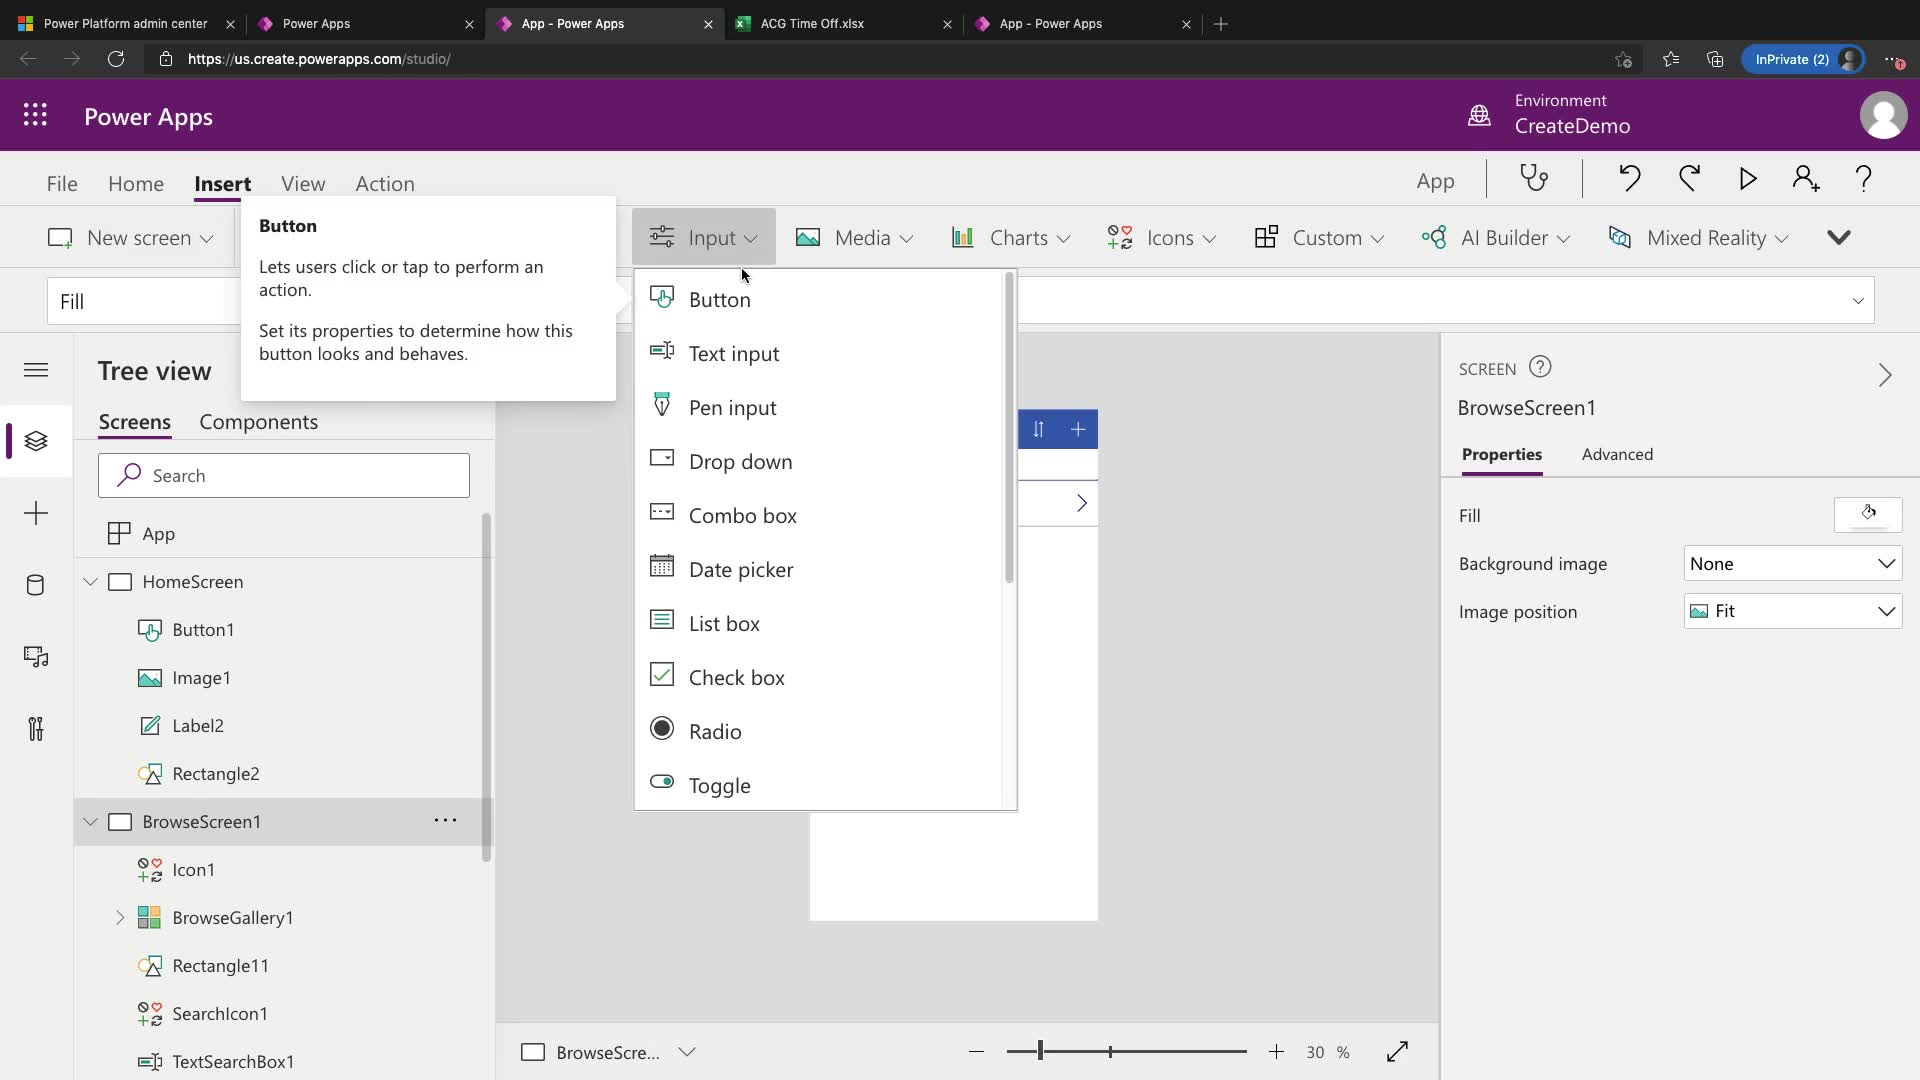 Power Platform admin center
Power Apps
App - Power Apps
ACG Time Off.xlsx
App - Power Apps
https://us.create.powerapps.com/studio/
InPrivate (2)
Power Apps
Environment
CreateDemo
File
Home
Insert
View
Action
App
New screen
Input
Media
Charts
Icons
Custom
AI Builder
Mixed Reality
Button
Lets users click or tap to perform an
action.
Set its properties to determine how this
button looks and behaves.
Fill
Button
Text input
Pen input
Drop down
Combo box
Date picker
List box
Check box
Radio
Toggle
Tree view
Screens
Components
Search
App
HomeScreen
Button1
Image1
Label2
Rectangle2
BrowseScreen1
Icon1
BrowseGallery1
Rectangle11
SearchIcon1
TextSearchBox1
SCREEN
BrowseScreen1
Properties
Advanced
Fill
Background image
None
Image position
Fit
BrowseScre...
30 %